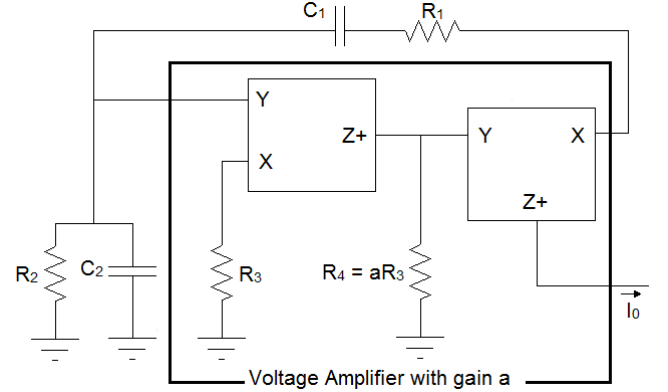 C₁
R₁
Y
X
Z+
Y
X
Z+
R₂
C₂
R₃
R₄ = aR₃
I₀
Voltage Amplifier with gain a